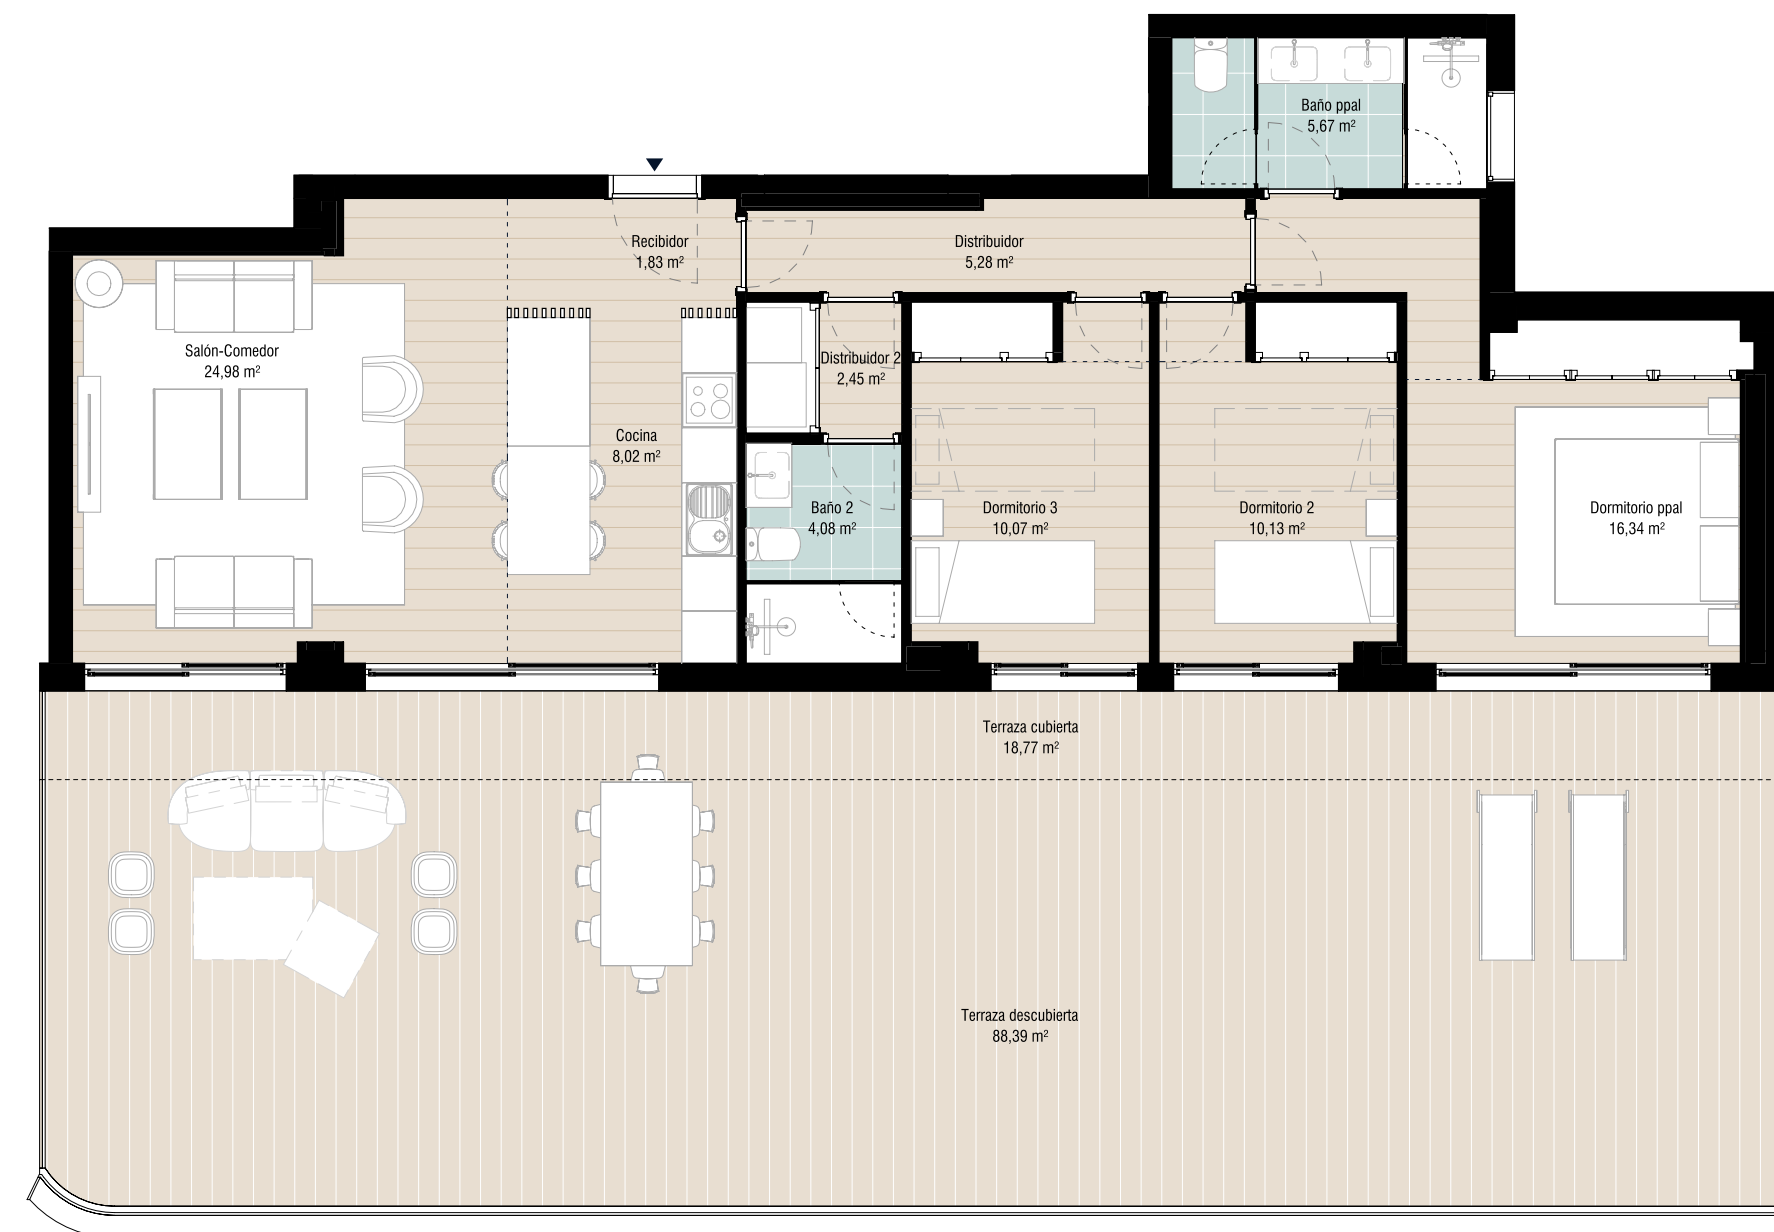 Baño ppal
5,67 m²
Recibidor
1,83 m²
Distribuidor
5,28 m²
Salón-Comedor
24,98 m²
Distribuidor 2
2,45 m²
Cocina
8,02 m²
Baño 2
4,08 m²
Dormitorio 3
10,07 m²
Dormitorio 2
10,13 m²
Dormitorio ppal
16,34 m²
Terraza cubierta
18,77 m²
Terraza descubierta
88,39 m²